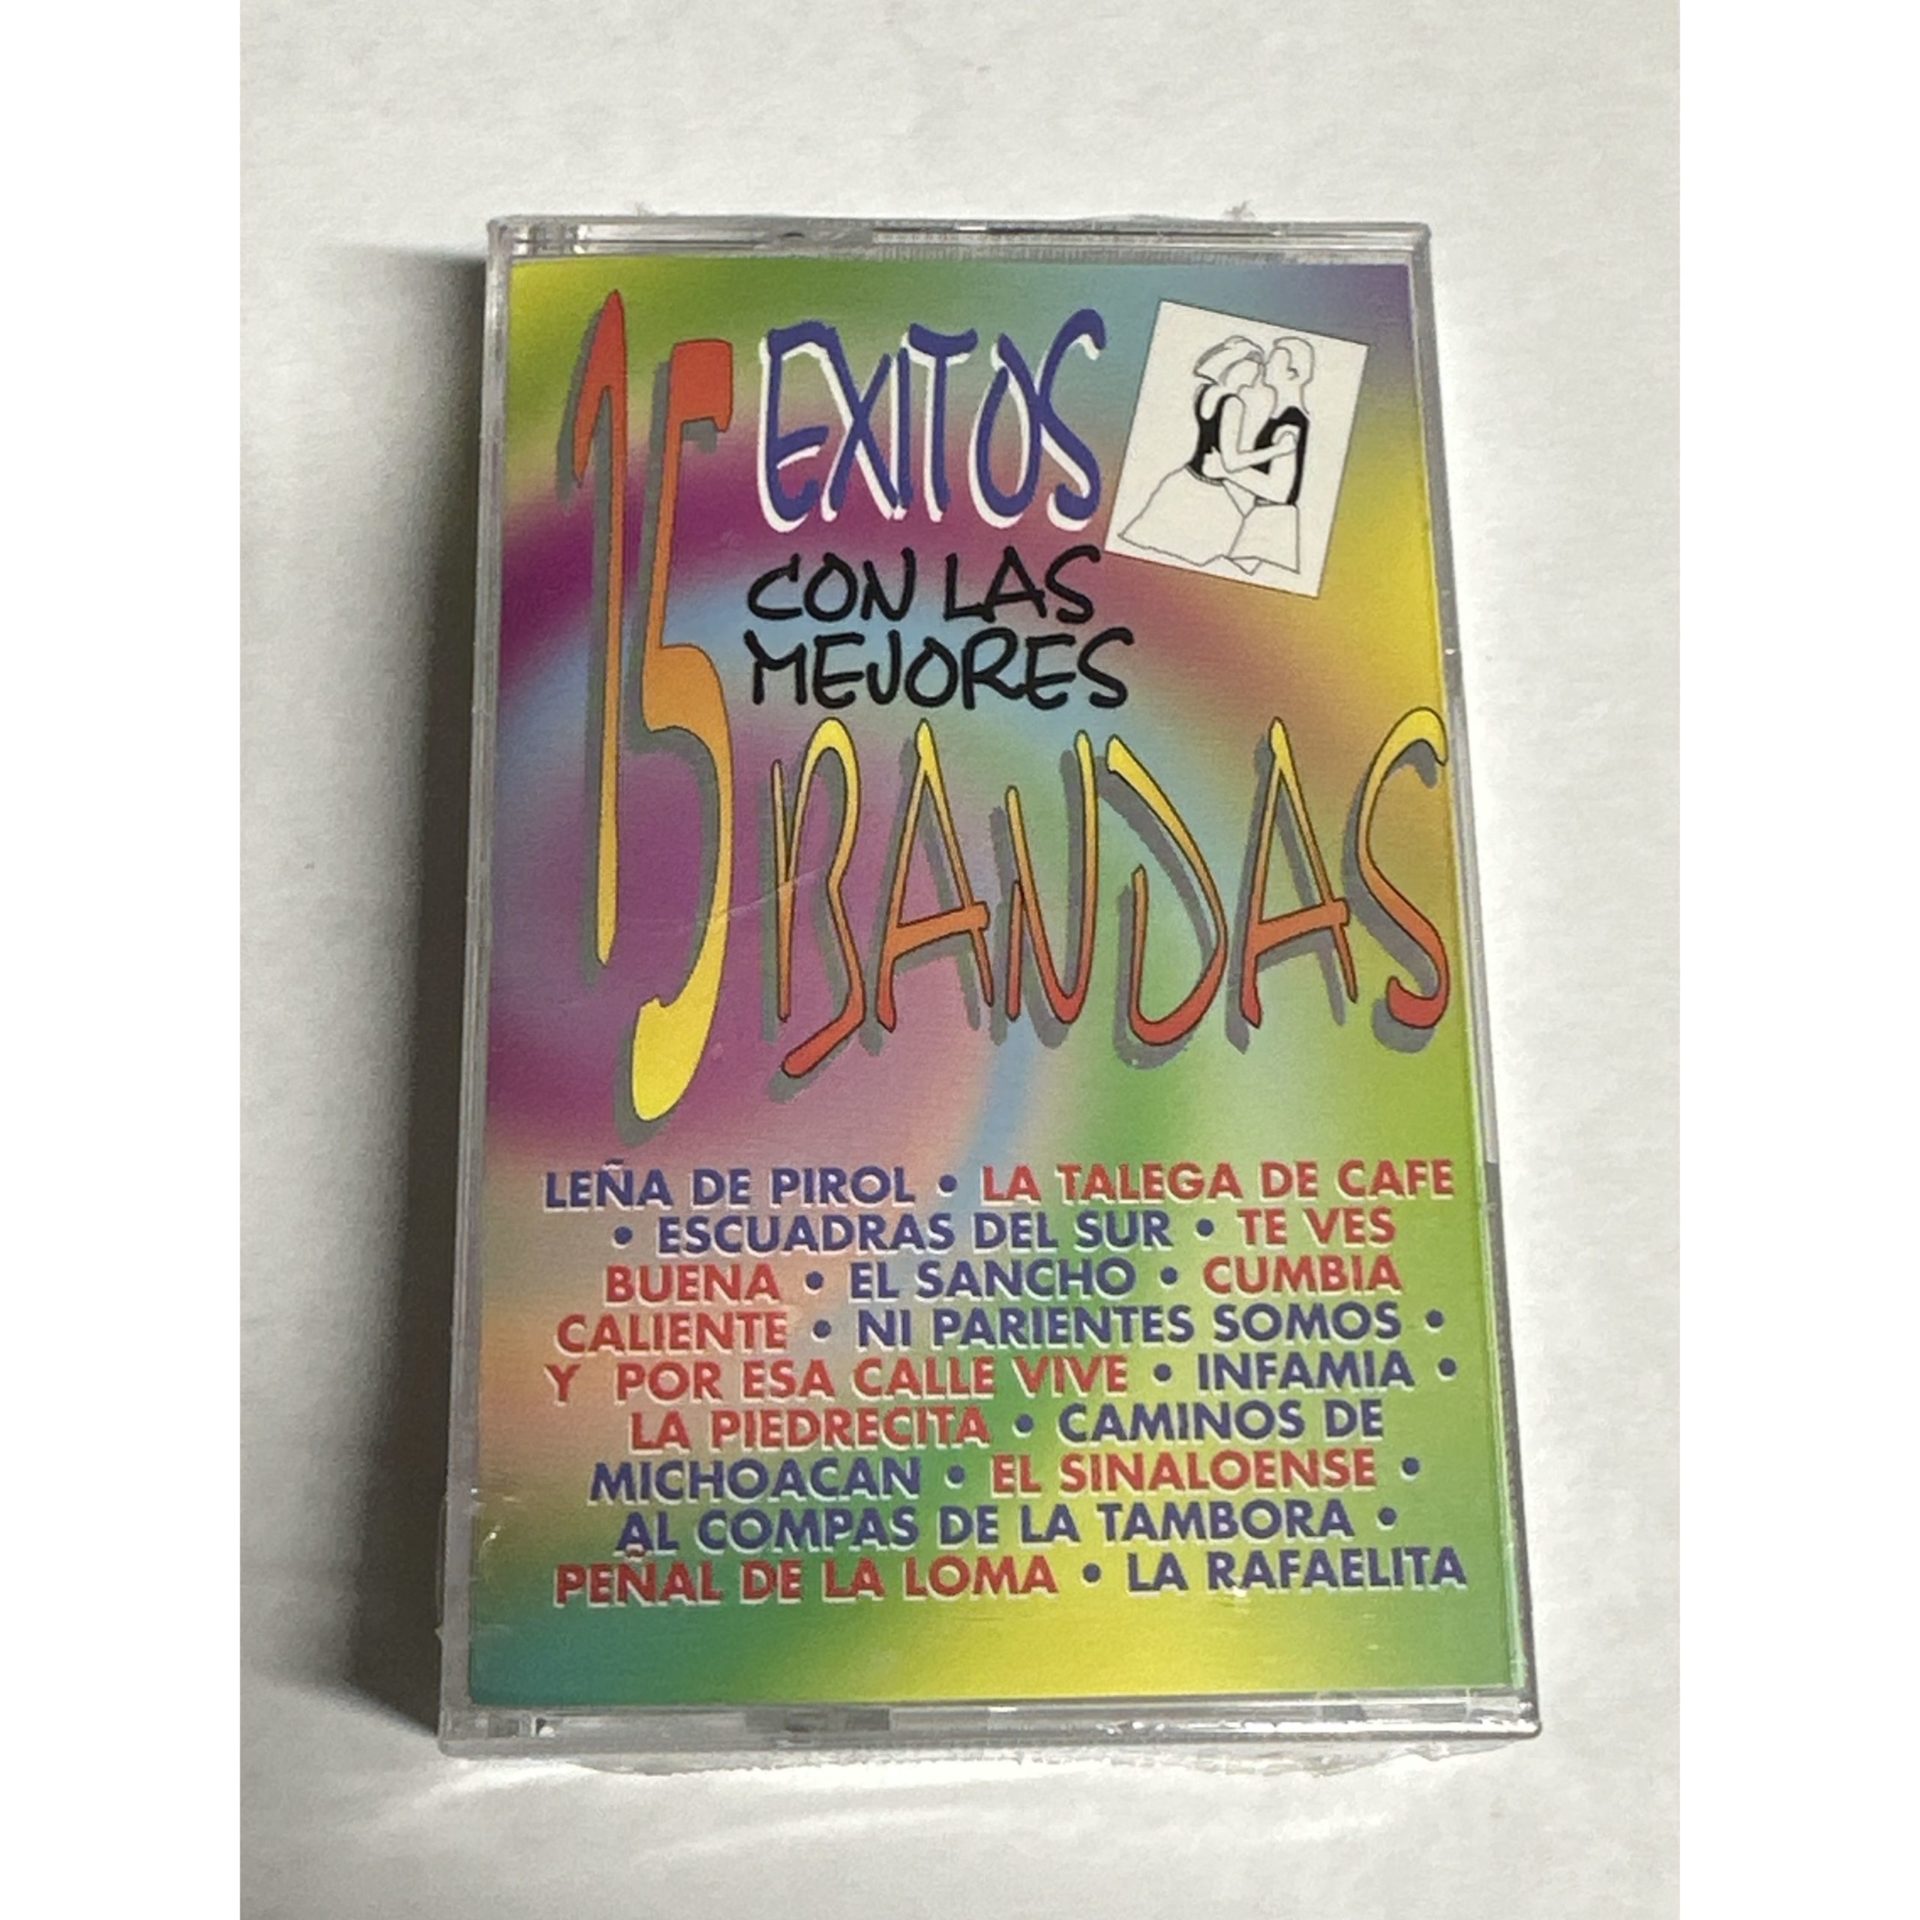 15 EXITOS
CON LAS
MEJORES
BANDAS
LEÑA DE PIROL • LA TALEGA DE CAFE
• ESCUADRAS DEL SUR • TE VES
BUENA • EL SANCHO • CUMBIA
CALIENTE • NI PARIENTES SOMOS •
Y POR ESA CALLE VIVE • INFAMIA •
LA PIEDRECITA • CAMINOS DE
MICHOACAN • EL SINALOENSE •
AL COMPAS DE LA TAMBORA •
PEÑAL DE LA LOMA • LA RAFAELITA